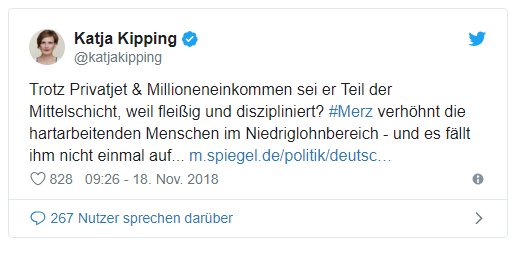 Katja Kipping
@katjakipping
Trotz Privatjet & Millioneneinkommen sei er Teil der
Mittelschicht, weil fleißig und diszipliniert? #Merz verhöhnt die
hartarbeitenden Menschen im Niedriglohnbereich - und es fällt
ihm nicht einmal auf... m.spiegel.de/politik/deutsc…
828 09:26 - 18. Nov. 2018
267 Nutzer sprechen darüber